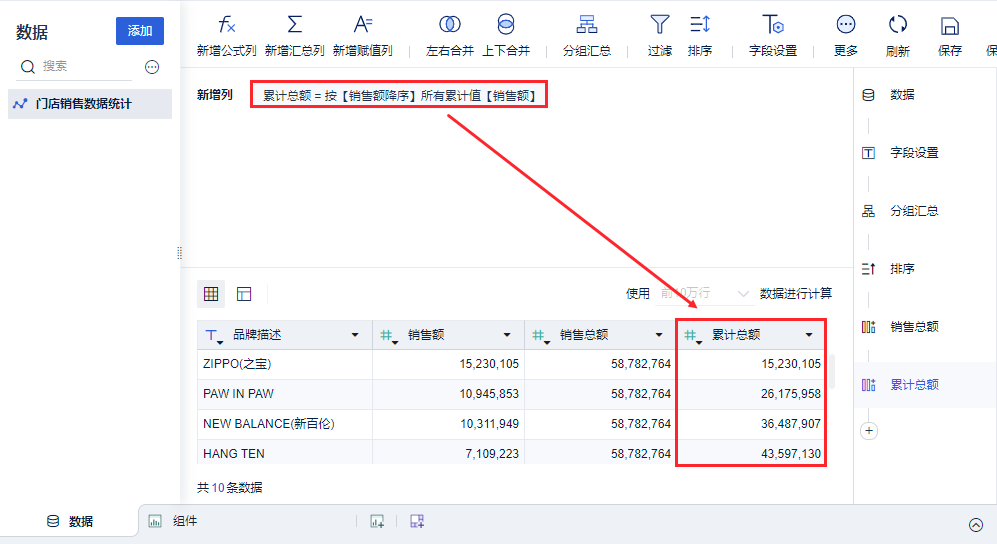 数据
添加
搜索
门店销售数据统计
新增公式列 新增汇总列 新增赋值列 左右合并 上下合并 分组汇总 过滤 排序 字段设置 更多 刷新 保存 保
新增列 累计总额 = 按【销售额降序】所有累计值【销售额】
使用 前10万行 数据进行计算
品牌描述 销售额 销售总额 累计总额
ZIPPO(之宝) 15,230,105 58,782,764 15,230,105
PAW IN PAW 10,945,853 58,782,764 26,175,958
NEW BALANCE(新百伦) 10,311,949 58,782,764 36,487,907
HANG TEN 7,109,223 58,782,764 43,597,130
共 10 条数据
数据
字段设置
分组汇总
排序
销售总额
累计总额
数据 组件